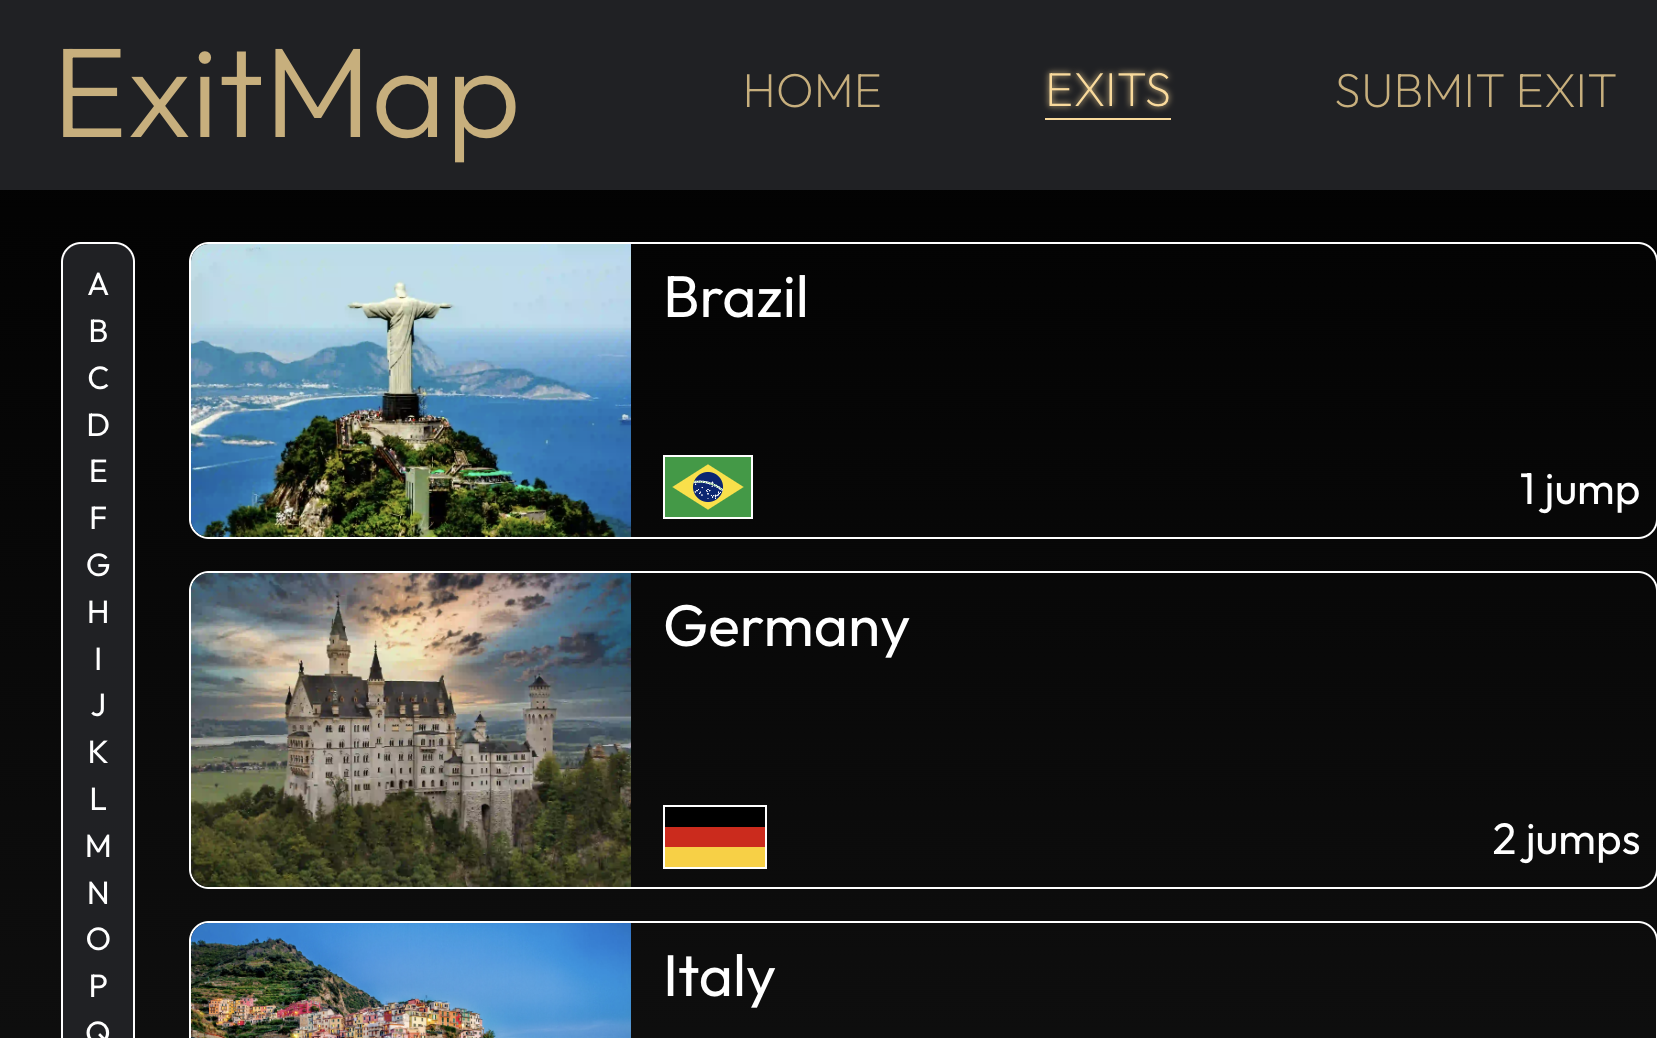 ExitMap
HOME
EXITS
SUBMIT EXIT
A
B
C
D
E
F
G
H
I
J
K
L
M
N
O
P
Q
Brazil
1 jump
Germany
2 jumps
Italy